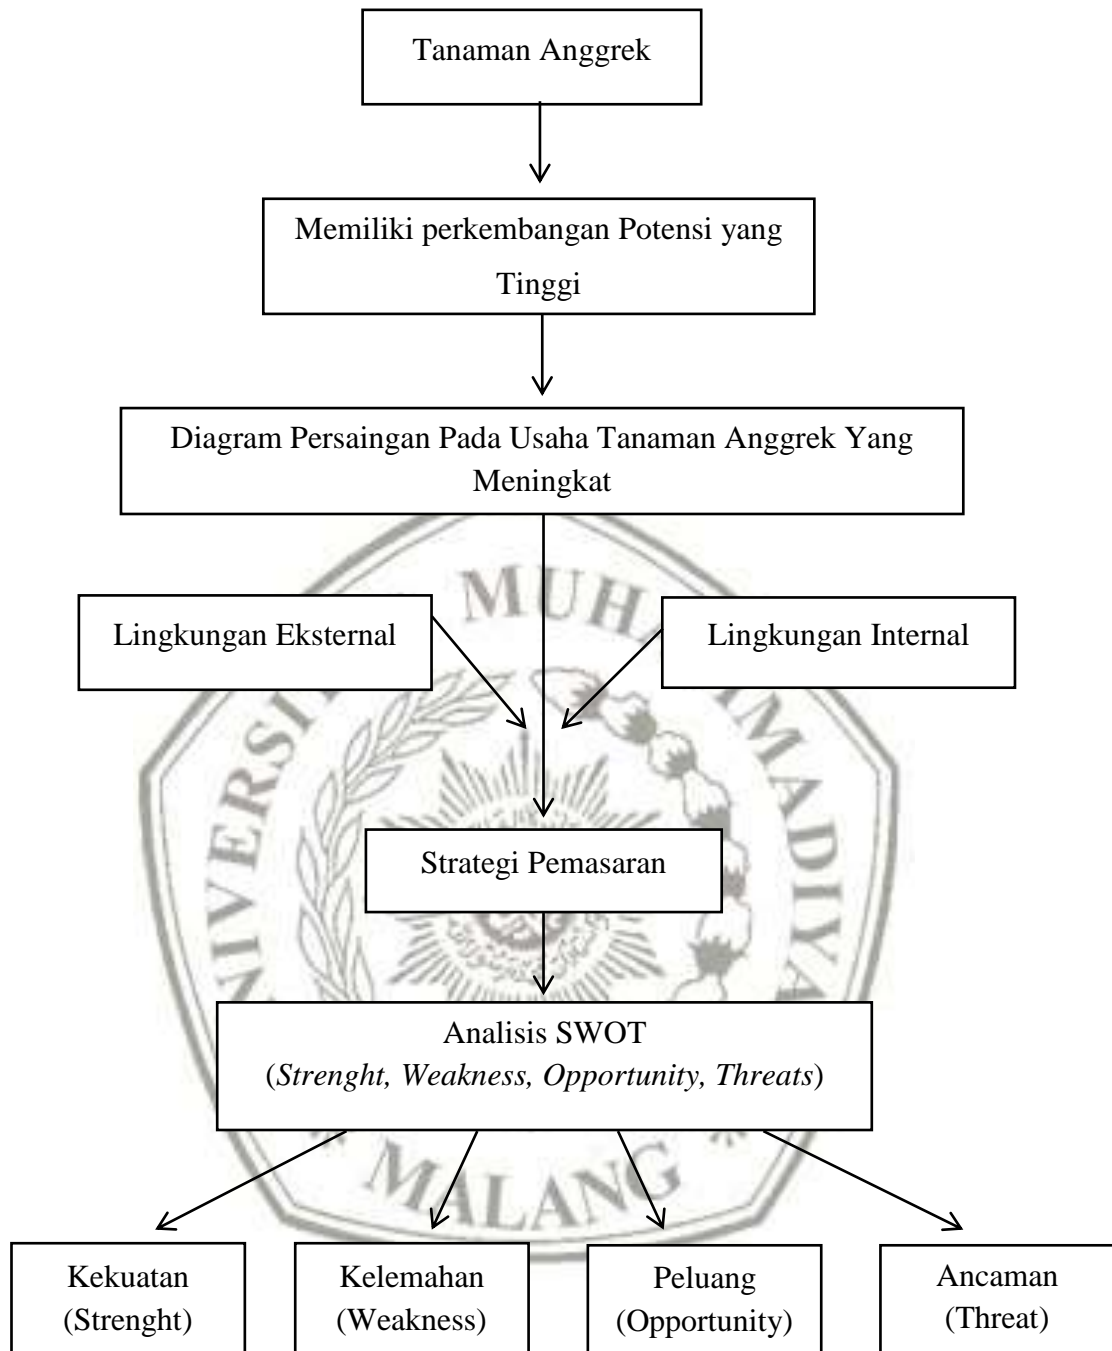 Tanaman Anggrek
Memiliki perkembangan Potensi yang
Tinggi
Diagram Persaingan Pada Usaha Tanaman Anggrek Yang
Meningkat
MUHA
Lingkungan Eksternal
Lingkungan Internal
Strategi Pemasaran
Analisis SWOT
(Strenght, Weakness, Opportunity, Threats)
MALANG
Kekuatan
(Strenght)
Kelemahan
(Weakness)
Peluang
(Opportunity)
Ancaman
(Threat)